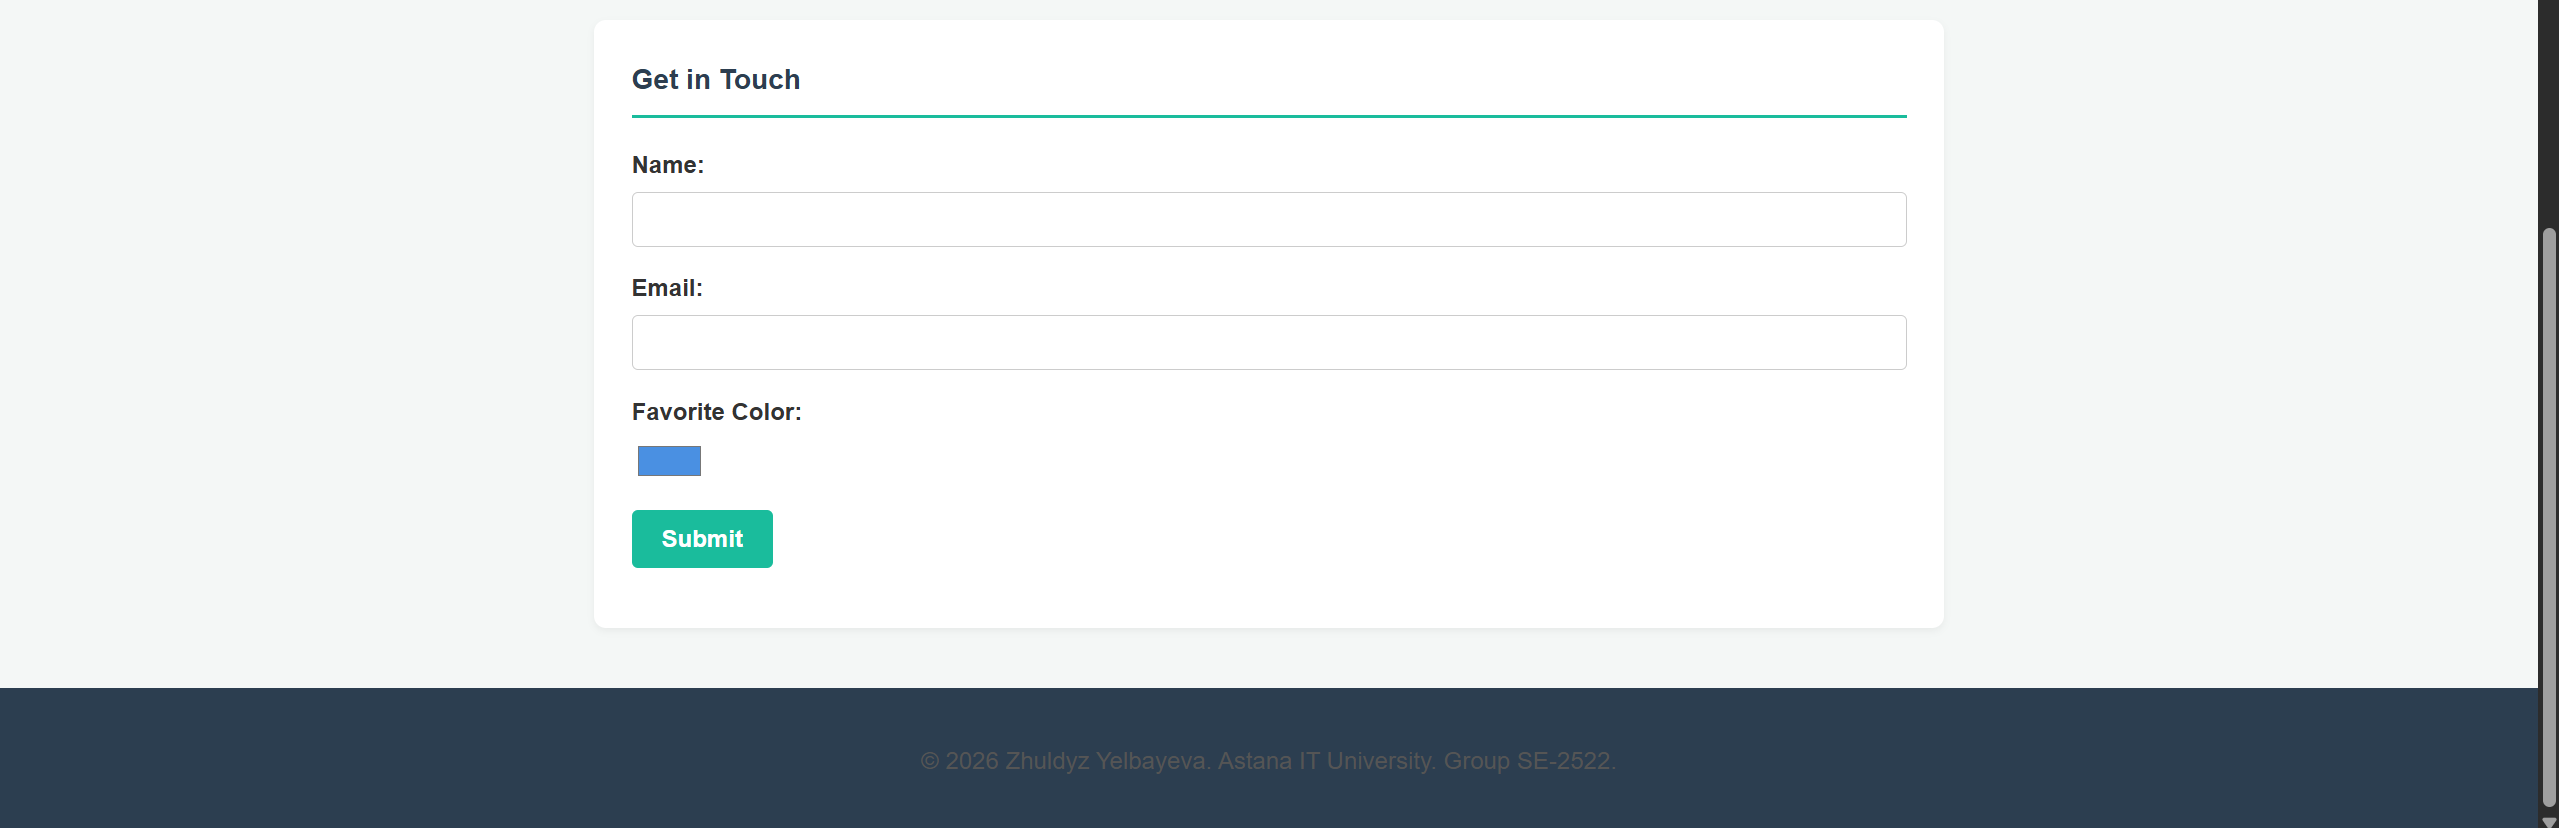 Get in Touch
Name:
Email:
Favorite Color:
Submit
© 2026 Zhuldyz Yelbayeva. Astana IT University. Group SE-2522.